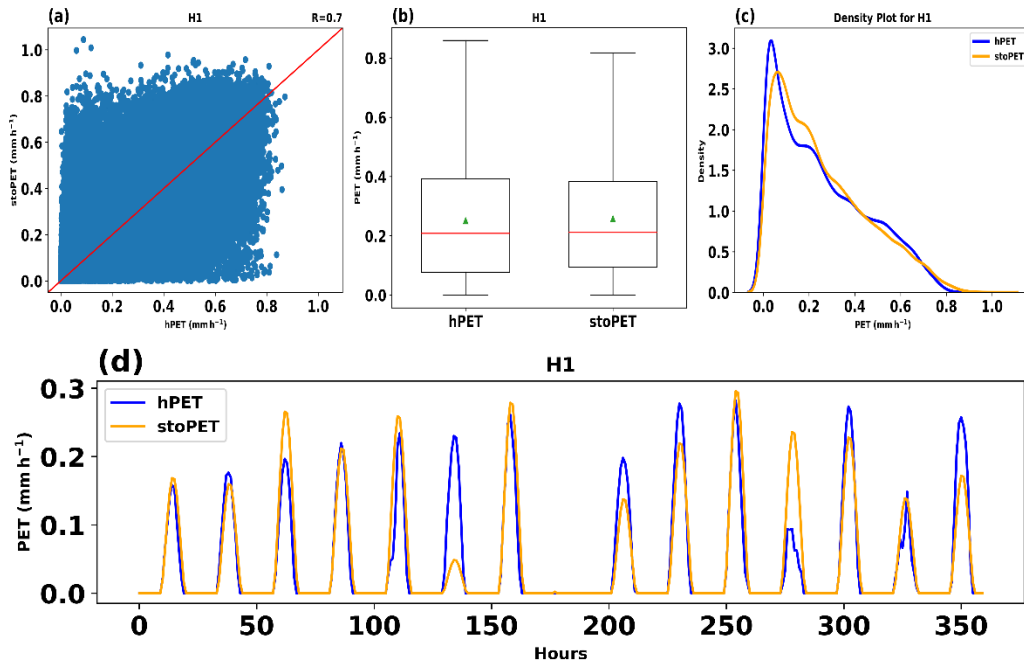 (a) H1 R=0.7
1.0
0.8
0.6
0.4
0.2
0.0
stoPET (mm h⁻¹)
0.0 0.2 0.4 0.6 0.8 1.0
hPET (mm h⁻¹)
(b) H1
0.8
0.6
0.4
0.2
0.0
PET (mm h⁻¹)
hPET stoPET
(c) Density Plot for H1
hPET
stoPET
3.0
2.5
2.0
1.5
1.0
0.5
0.0
Density
0.0 0.2 0.4 0.6 0.8 1.0
PET (mm h⁻¹)
(d) H1
hPET
stoPET
0.3
0.2
0.1
0.0
PET (mm h⁻¹)
0 50 100 150 200 250 300 350
Hours